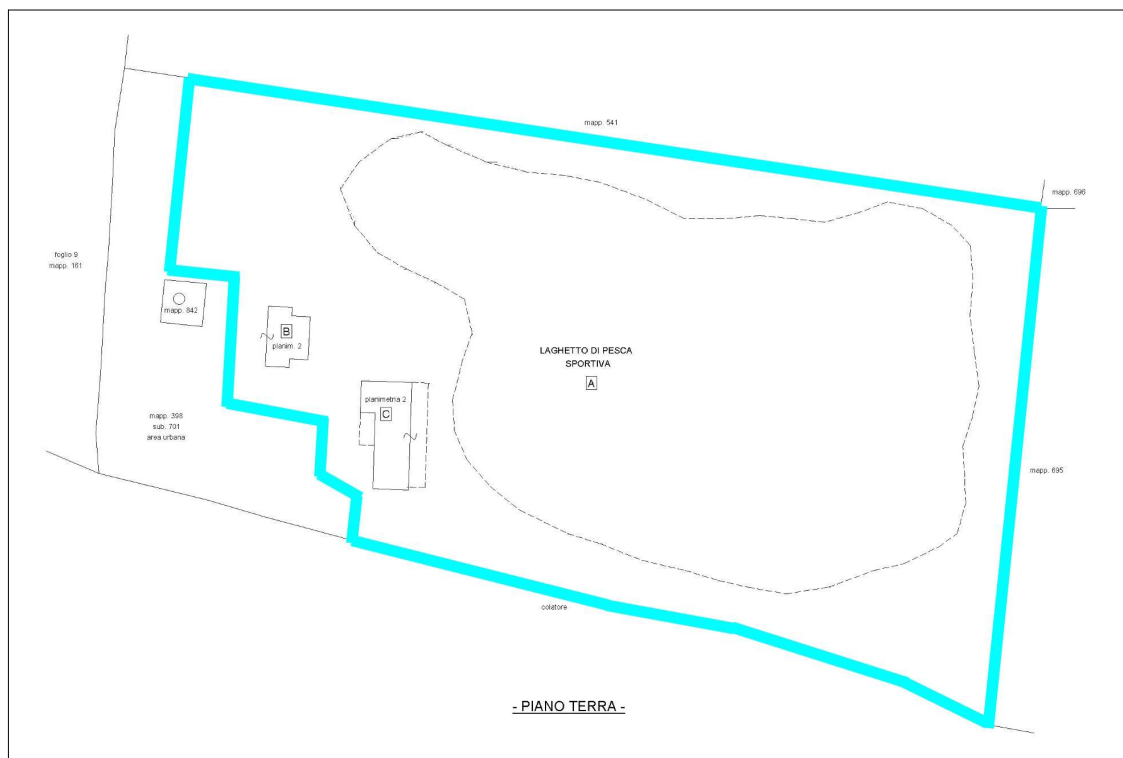 mapp. 541
mapp. 696
foglio 9
mapp. 161
mapp. 842
B
planim. 2
LAGHETTO DI PESCA
SPORTIVA
A
planimetria 2
C
mapp. 398
sub. 701
area urbana
mapp. 695
colatore
- PIANO TERRA -